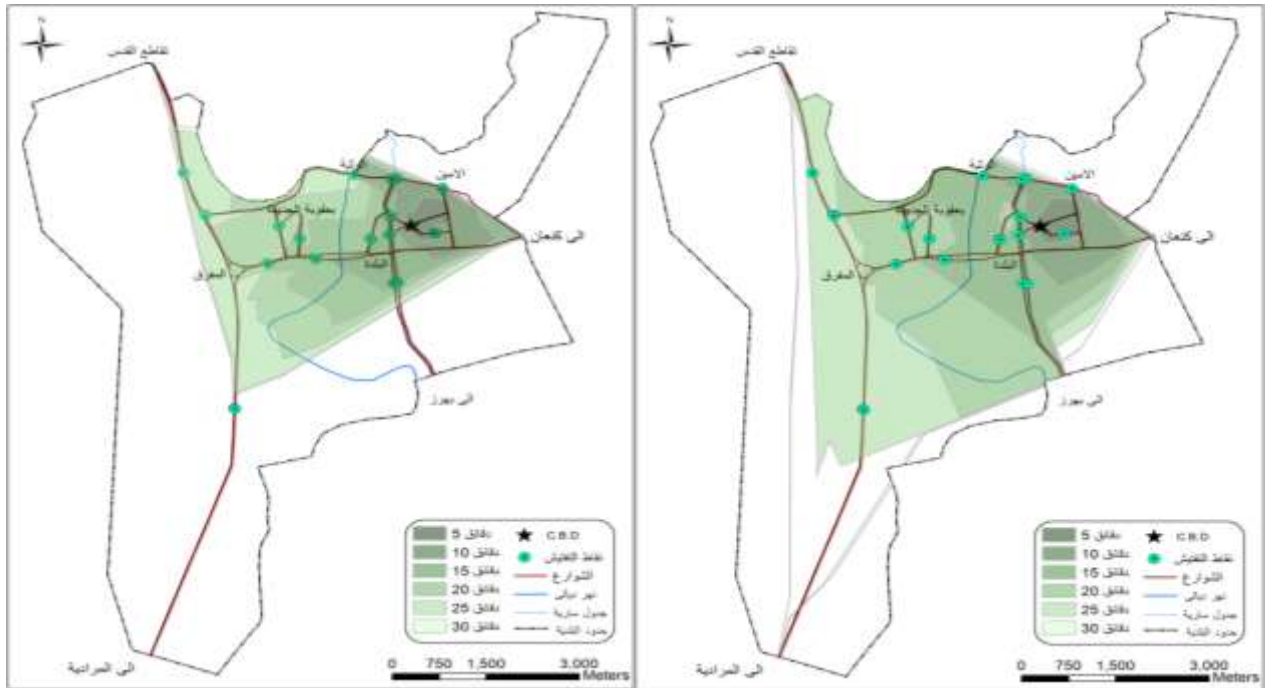 N
تقاطع القدس
الامين
بعقوبة الجديدة
الى كنعان
المفرق
الى بهرز
الى المرادية
5 دقائق
10 دقائق
15 دقائق
20 دقائق
25 دقائق
30 دقائق
C.B.D
نقاط التفتيش
الشوارع
نهر ديالى
جدول سارية
حدود البلدية
0 750 1,500 3,000
Meters
N
تقاطع القدس
الامين
بعقوبة الجديدة
الى كنعان
المفرق
الى بهرز
الى المرادية
5 دقائق
10 دقائق
15 دقائق
20 دقائق
25 دقائق
30 دقائق
C.B.D
نقاط التفتيش
الشوارع
نهر ديالى
جدول سارية
حدود البلدية
0 750 1,500 3,000
Meters